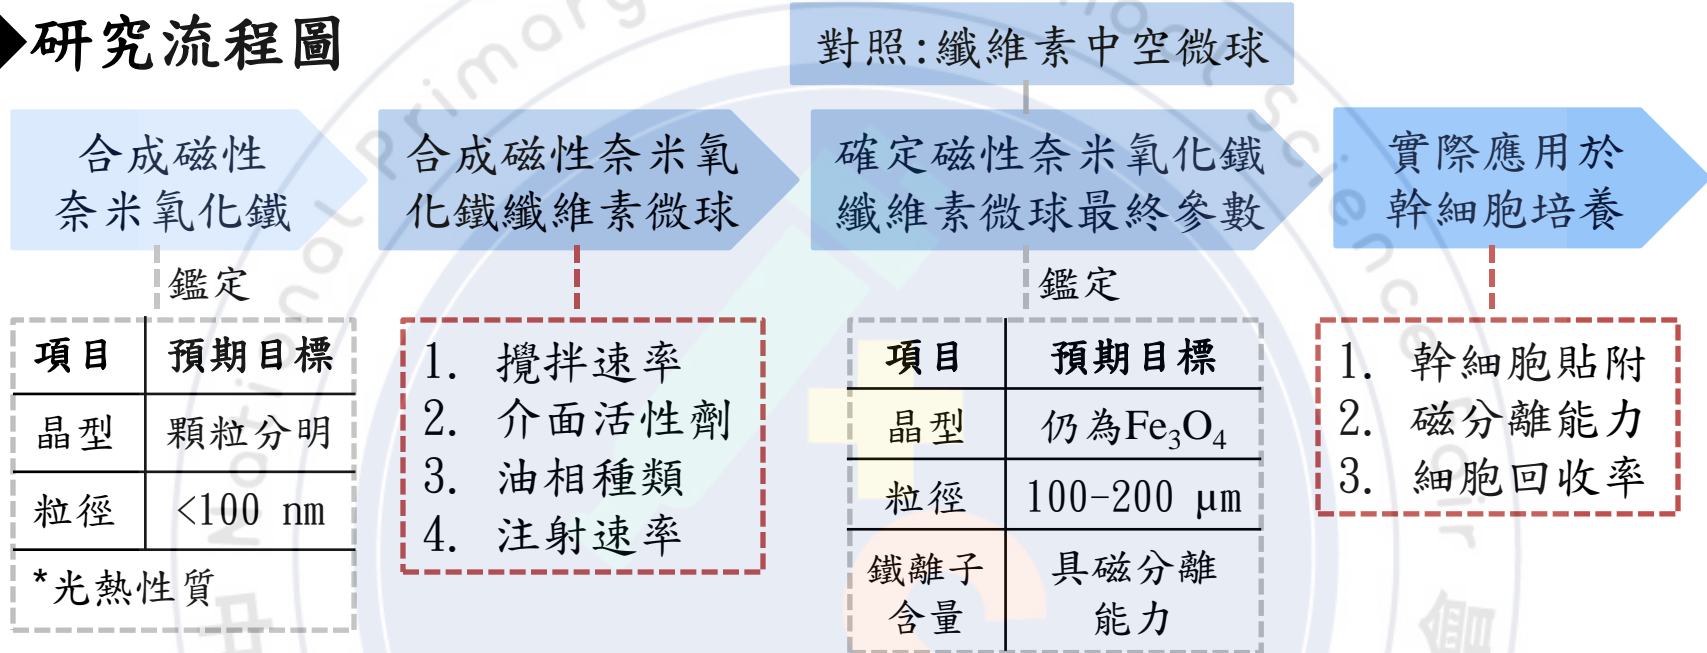 研究流程圖
對照:纖維素中空微球
合成磁性
奈米氧化鐵
合成磁性奈米氧
化鐵纖維素微球
確定磁性奈米氧化鐵
纖維素微球最終參數
實際應用於
幹細胞培養
鑑定
項目 預期目標
晶型 顆粒分明
粒徑 <100 nm
*光熱性質
1. 攪拌速率
2. 介面活性劑
3. 油相種類
4. 注射速率
鑑定
項目 預期目標
晶型 仍為Fe₃O₄
粒徑 100-200 μm
鐵離子
含量
具磁分離
能力
1. 幹細胞貼附
2. 磁分離能力
3. 細胞回收率
National Primary
School Science Fair
中
會